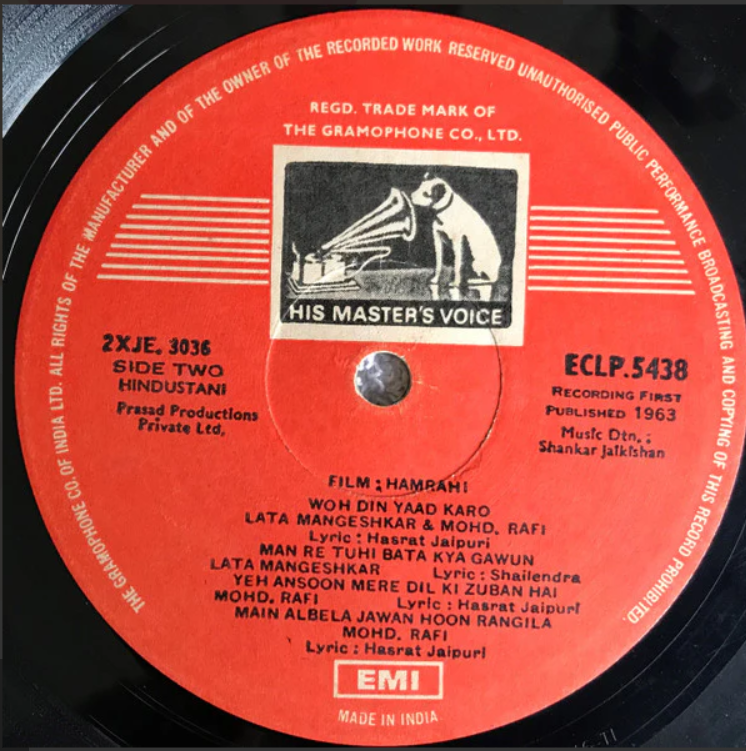 THE GRAMOPHONE CO. OF INDIA LTD. ALL RIGHTS OF THE MANUFACTURER AND OF THE OWNER OF THE RECORDED WORK RESERVED UNAUTHORISED PUBLIC PERFORMANCE BROADCASTING AND COPYING OF THIS RECORD PROHIBITED.
REGD. TRADE MARK OF
THE GRAMOPHONE CO., LTD.
HIS MASTER'S VOICE
2XJE. 3036
SIDE TWO
HINDUSTANI
Prasad Productions
Private Ltd.
ECLP.5438
RECORDING FIRST
PUBLISHED 1963
Music Dtn. :
Shankar Jaikishan
FILM : HAMRAHI
WOH DIN YAAD KARO
LATA MANGESHKAR & MOHD. RAFI
Lyric : Hasrat Jaipuri
MAN RE TUHI BATA KYA GAWUN
LATA MANGESHKAR Lyric : Shailendra
YEH ANSOON MERE DIL KI ZUBAN HAI
MOHD. RAFI Lyric : Hasrat Jaipuri
MAIN ALBELA JAWAN HOON RANGILA
MOHD. RAFI
Lyric : Hasrat Jaipuri
EMI
MADE IN INDIA